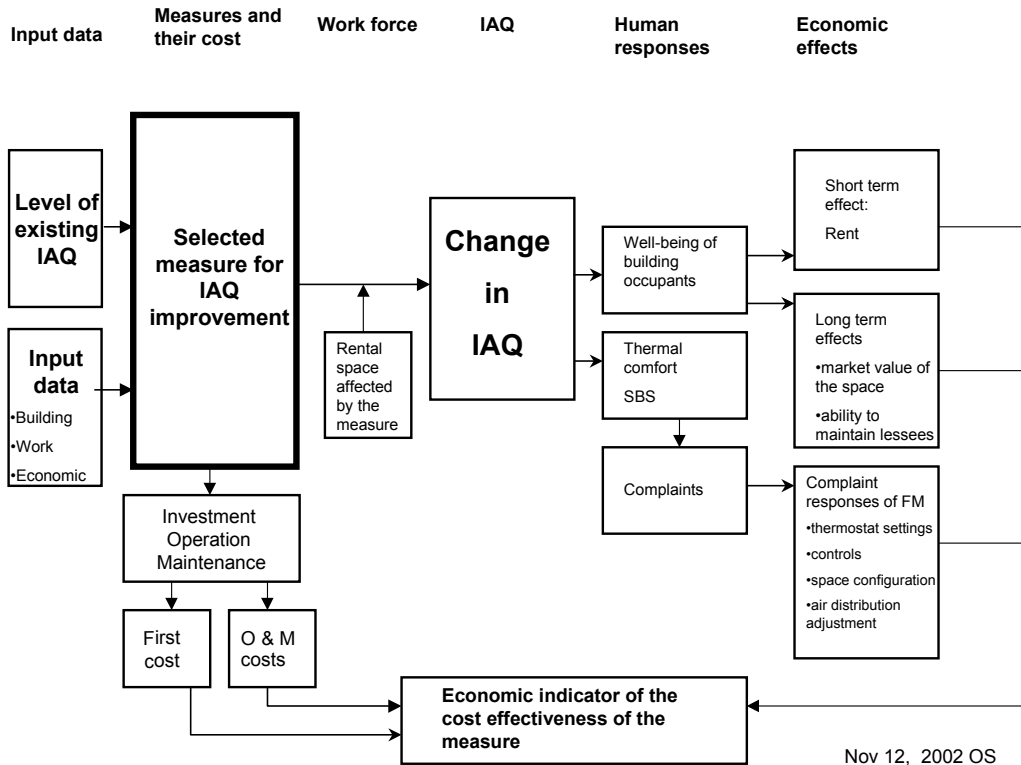 Input data
Measures and
their cost
Work force
IAQ
Human
responses
Economic
effects
Level of
existing
IAQ
Input
data
•Building
•Work
•Economic
Selected
measure for
IAQ
improvement
Rental
space
affected
by the
measure
Change
in
IAQ
Well-being of
building
occupants
Thermal
comfort
SBS
Complaints
Short term
effect:
Rent
Long term
effects
•market value of
the space
•ability to
maintain lessees
Complaint
responses of FM
•thermostat settings
•controls
•space configuration
•air distribution
adjustment
Investment
Operation
Maintenance
First
cost
O & M
costs
Economic indicator of the
cost effectiveness of the
measure
Nov 12, 2002 OS